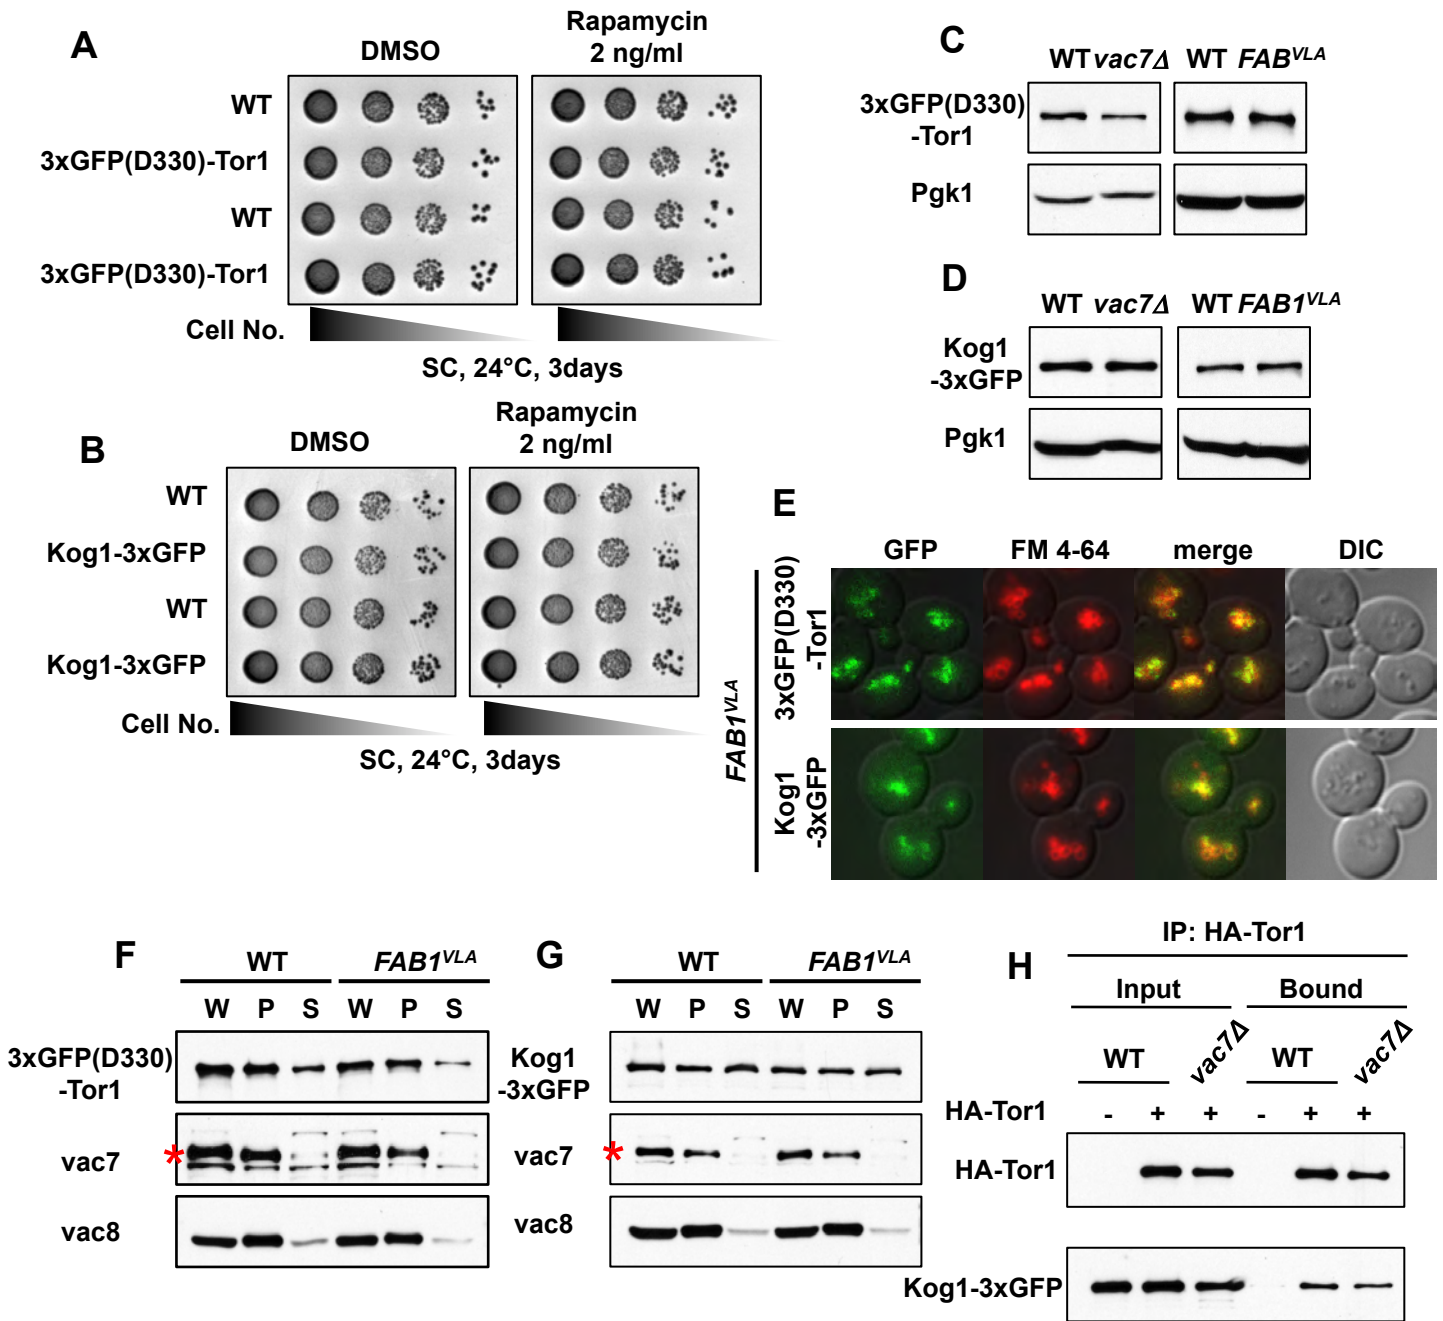 A
DMSO
Rapamycin
2 ng/ml
WT
3xGFP(D330)-Tor1
WT
3xGFP(D330)-Tor1
Cell No.
SC, 24°C, 3days
B
DMSO
Rapamycin
2 ng/ml
WT
Kog1-3xGFP
WT
Kog1-3xGFP
Cell No.
SC, 24°C, 3days
C
WT vac7Δ WT FAB^VLA
3xGFP(D330)
-Tor1
Pgk1
D
WT vac7Δ WT FAB1^VLA
Kog1
-3xGFP
Pgk1
E
GFP FM 4-64 merge DIC
FAB1^VLA
3xGFP(D330)
-Tor1
Kog1
-3xGFP
F
WT FAB1^VLA
W P S W P S
3xGFP(D330)
-Tor1
* vac7
vac8
G
WT FAB1^VLA
W P S W P S
Kog1
-3xGFP
vac7 *
vac8
H
IP: HA-Tor1
Input Bound
WT vac7Δ WT vac7Δ
HA-Tor1 - + + - + +
HA-Tor1
Kog1-3xGFP